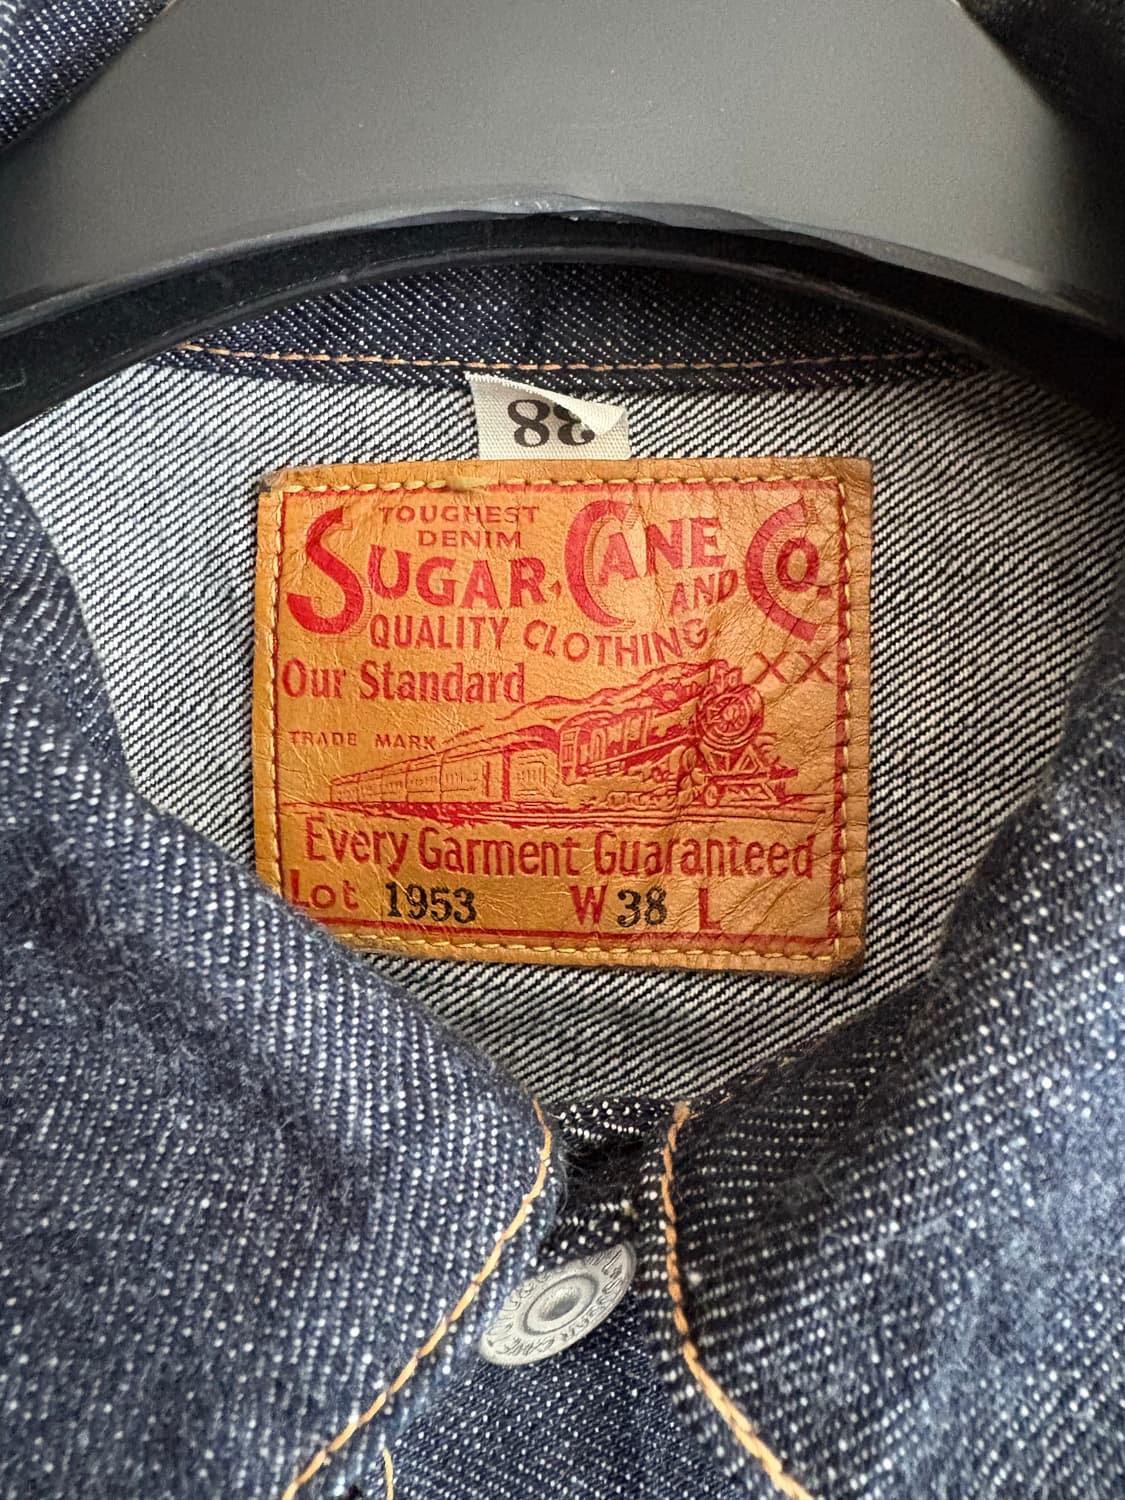 38
TOUGHEST
DENIM
SUGAR CANE Co.
AND
QUALITY CLOTHING
Our Standard XX
TRADE MARK
Every Garment Guaranteed
Lot 1953 W 38 L